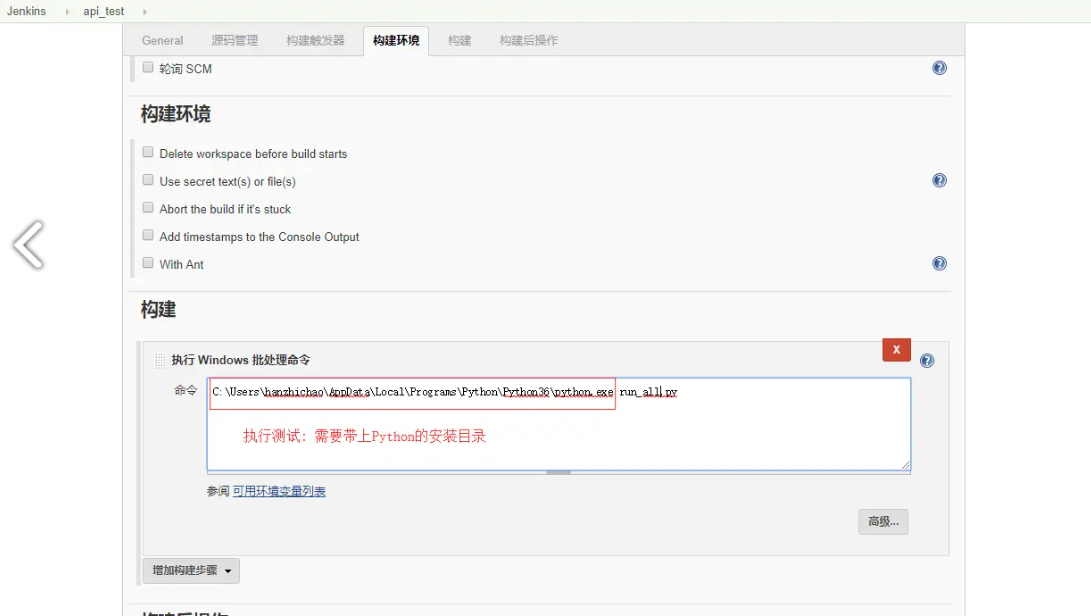 Jenkins api_test
General 源码管理 构建触发器 构建环境 构建 构建后操作
轮询 SCM
构建环境
Delete workspace before build starts
Use secret text(s) or file(s)
Abort the build if it's stuck
Add timestamps to the Console Output
With Ant
构建
执行 Windows 批处理命令
X
命令
C:\Users\hanzhichao\AppData\Local\Programs\Python\Python36\python.exe run_all.py
执行测试：需要带上Python的安装目录
参阅 可用环境变量列表
高级...
增加构建步骤
构建后操作